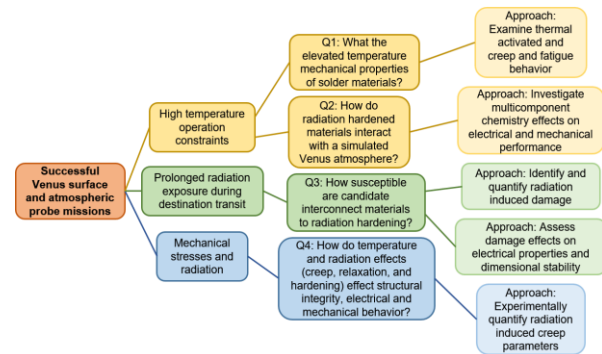 Successful
Venus surface
and atmospheric
probe missions
High temperature
operation
constraints
Prolonged radiation
exposure during
destination transit
Mechanical
stresses and
radiation
Q1: What the
elevated temperature
mechanical properties
of solder materials?
Q2: How do
radiation hardened
materials interact
with a simulated Venus
atmosphere?
Q3: How susceptible
are candidate
interconnect materials
to radiation hardening?
Q4: How do temperature
and radiation effects
(creep, relaxation, and
hardening) effect structural
integrity, electrical and
mechanical behavior?
Approach:
Examine thermal
activated and
creep and fatigue
behavior
Approach: Investigate
multicomponent
chemistry effects on
electrical and mechanical
performance
Approach: Identify and
quantify radiation
induced damage
Approach: Assess
damage effects on
electrical properties and
dimensional stability
Approach:
Experimentally
quantify radiation
induced creep
parameters